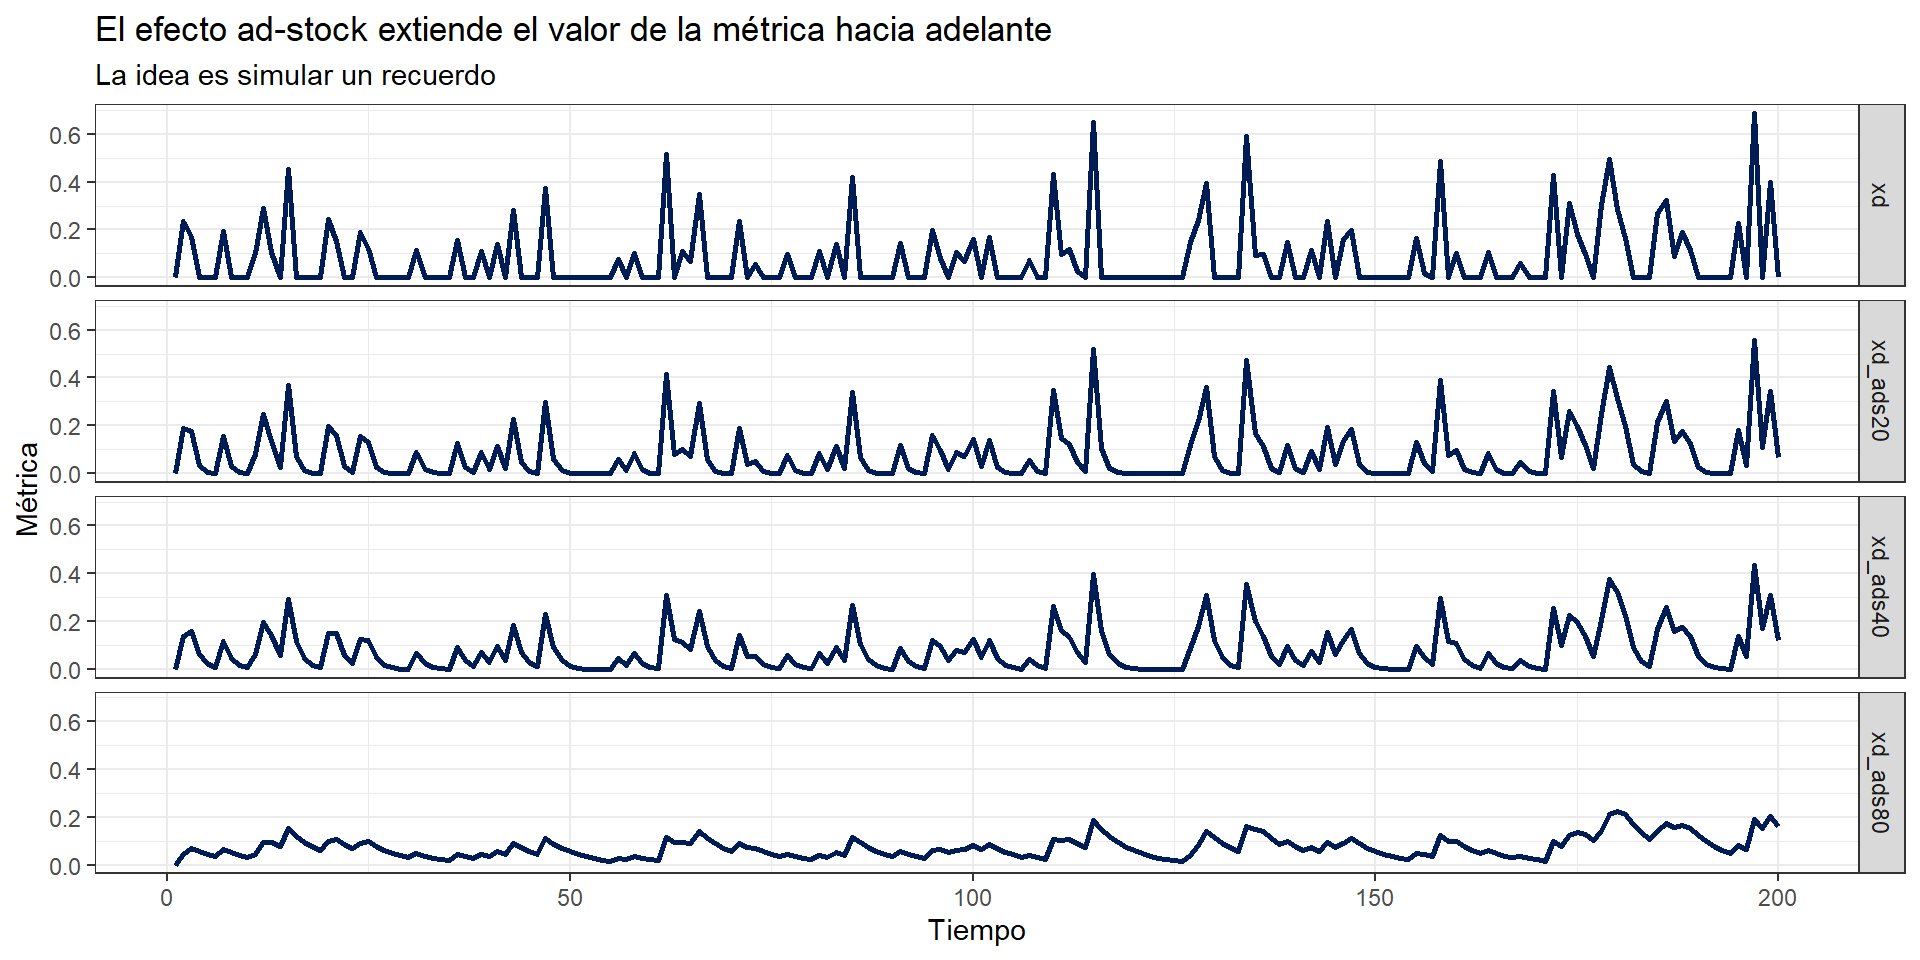 El efecto ad-stock extiende el valor de la métrica hacia adelante
La idea es simular un recuerdo
Métrica
0.6
0.4
0.2
0.0
xd
0.6
0.4
0.2
0.0
xd_ads20
0.6
0.4
0.2
0.0
xd_ads40
0.6
0.4
0.2
0.0
xd_ads80
0
50
100
150
200
Tiempo